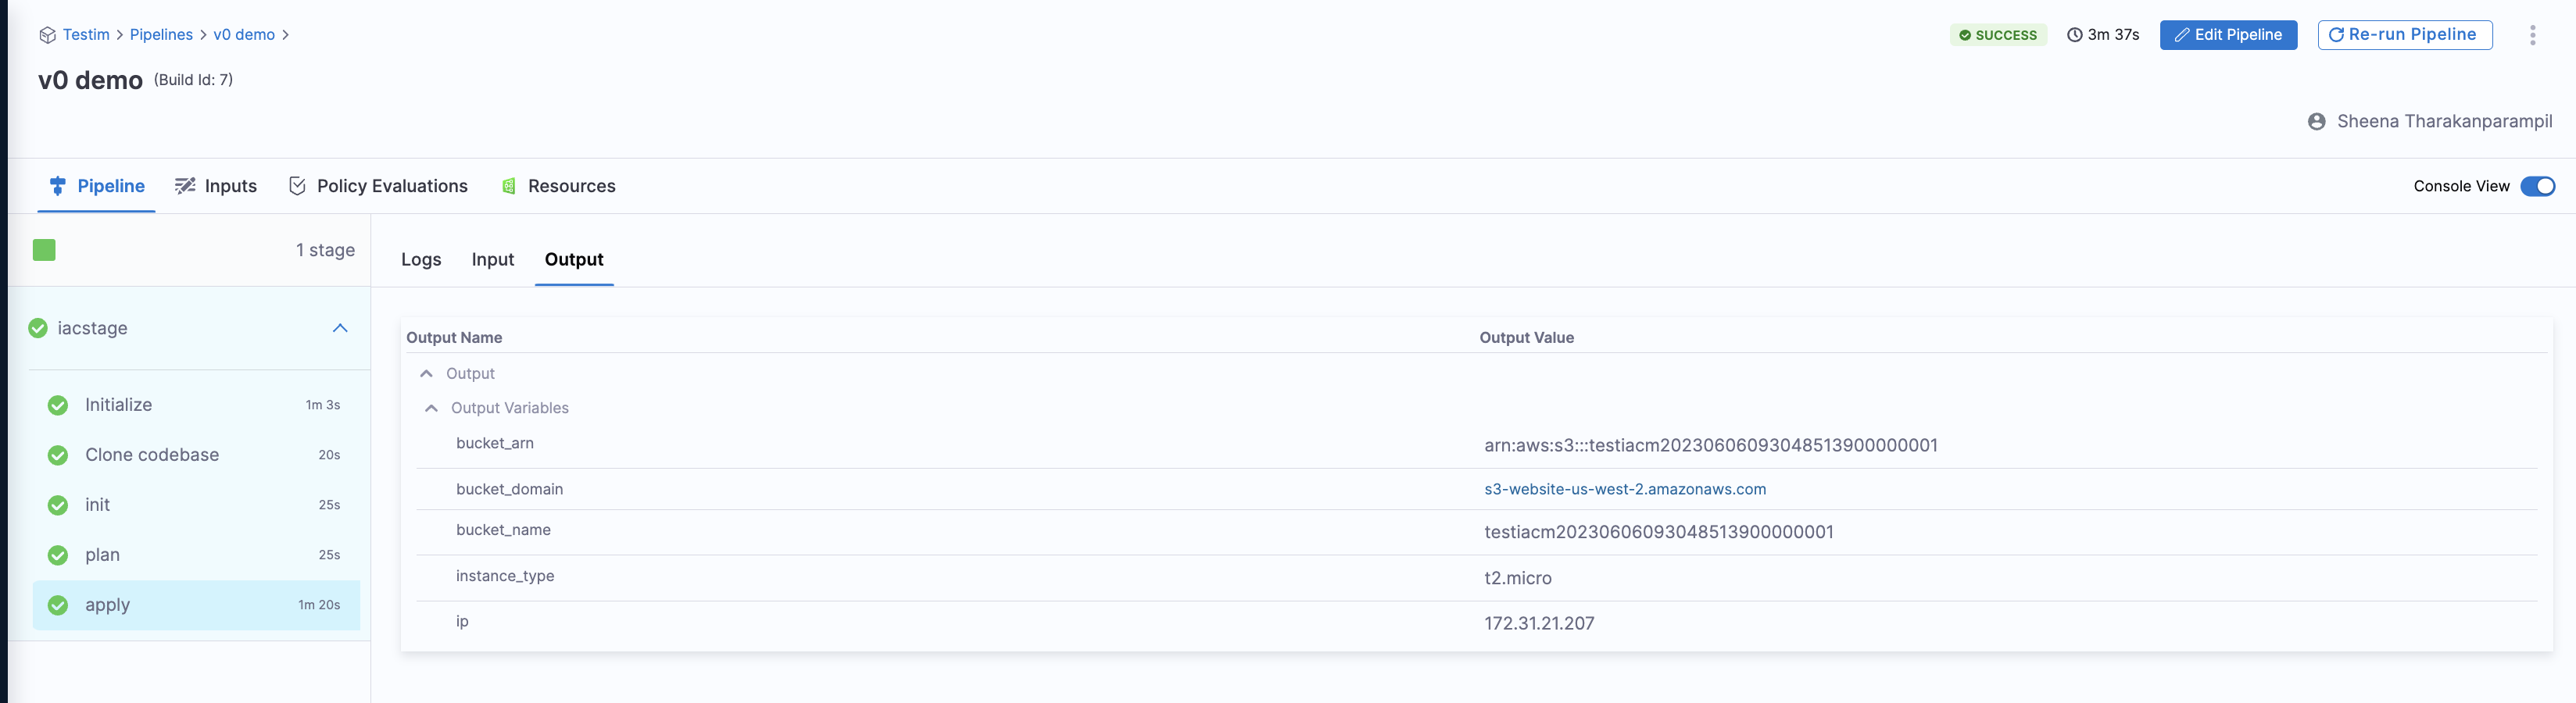 Testim > Pipelines > v0 demo >
SUCCESS 3m 37s Edit Pipeline Re-run Pipeline
v0 demo (Build Id: 7)
Sheena Tharakanparampil
Pipeline Inputs Policy Evaluations Resources
Console View
1 stage
Logs Input Output
iacstage
Initialize 1m 3s
Clone codebase 20s
init 25s
plan 25s
apply 1m 20s
Output Name Output Value
Output
Output Variables
bucket_arn arn:aws:s3:::testiacm20230606093048513900000001
bucket_domain s3-website-us-west-2.amazonaws.com
bucket_name testiacm20230606093048513900000001
instance_type t2.micro
ip 172.31.21.207